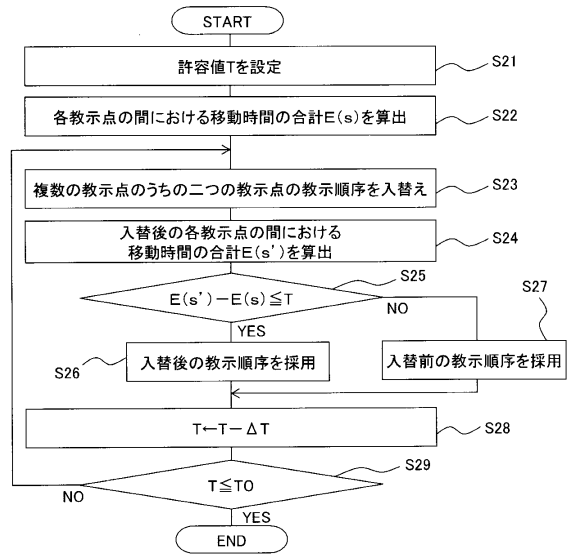 START
許容値Tを設定
S21
各教示点の間における移動時間の合計E(s)を算出
S22
複数の教示点のうちの二つの教示点の教示順序を入替え
S23
入替後の各教示点の間における
移動時間の合計E(s')を算出
S24
E(s')-E(s)≦T
S25
NO
S27
YES
S26
入替後の教示順序を採用
入替前の教示順序を採用
T←T-ΔT
S28
T≦T0
S29
NO
YES
END